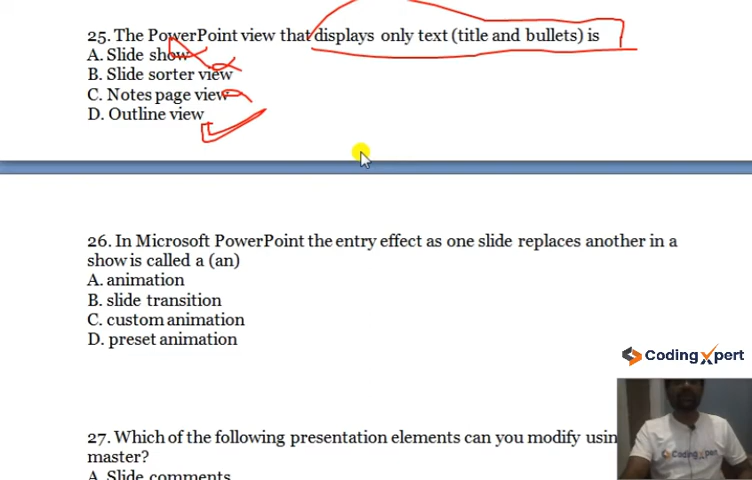 25. The PowerPoint view that displays only text (title and bullets) is
A. Slide show
B. Slide sorter view
C. Notes page view
D. Outline view
26. In Microsoft PowerPoint the entry effect as one slide replaces another in a
show is called a (an)
A. animation
B. slide transition
C. custom animation
D. preset animation
Coding Xpert
27. Which of the following presentation elements can you modify usin
master?
A. Slide comments
Coding Xpert